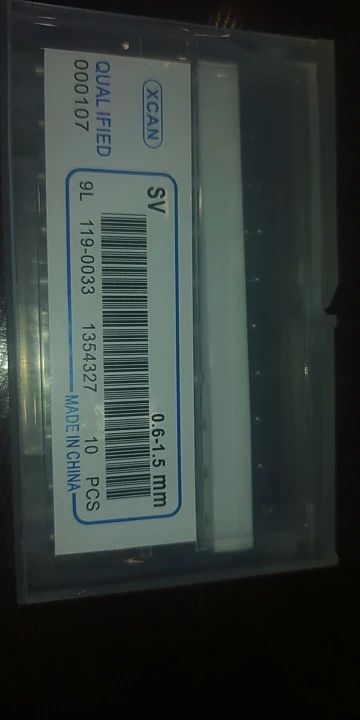 XCAN
QUALIFIED
000107
SV
0.6-1.5 mm
9L 119-0033 1354327 10 PCS
MADE IN CHINA